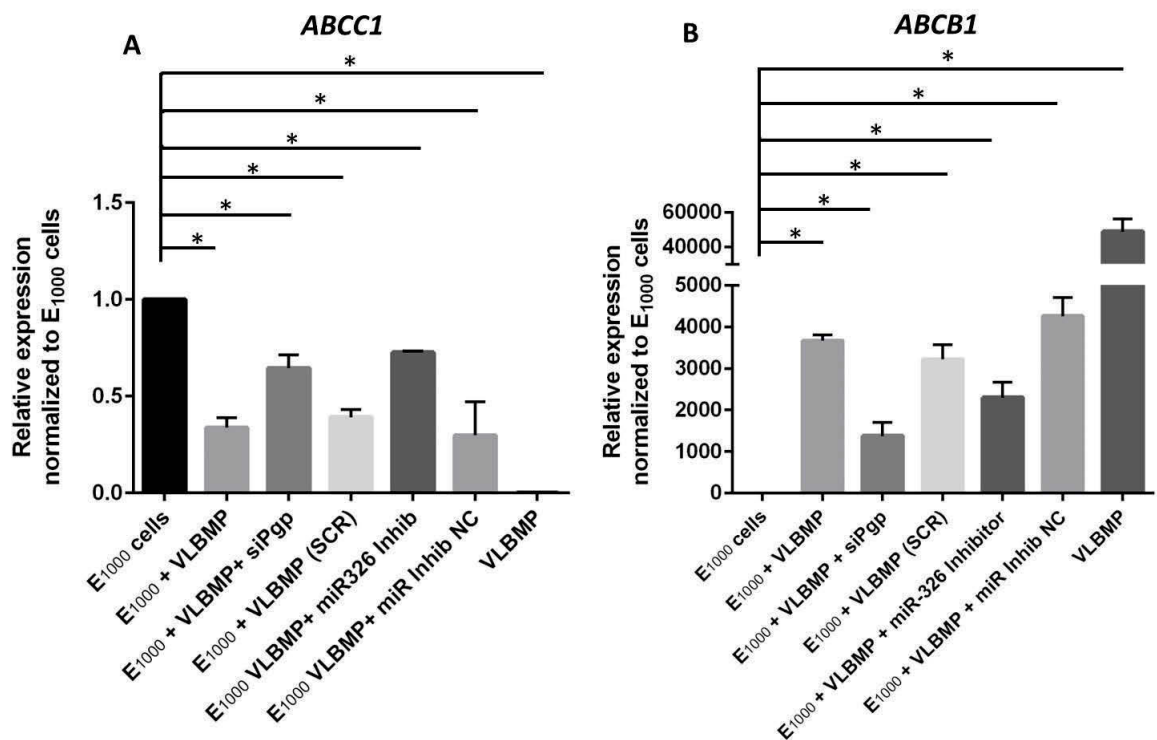 A
ABCC1
*
*
*
*
*
*
Relative expression
normalized to E1000 cells
1.5
1.0
0.5
0.0
E1000 cells
E1000 + VLBMP
E1000 + VLBMP+ siPgp
E1000 + VLBMP (SCR)
E1000 VLBMP+ miR326 Inhib
E1000 VLBMP+ miR Inhib NC
VLBMP
B
ABCB1
*
*
*
*
*
*
Relative expression
normalized to E1000 cells
60000
40000
5000
4000
3000
2000
1000
0
E1000 cells
E1000 + VLBMP
E1000 + VLBMP + siPgp
E1000 + VLBMP (SCR)
E1000 + VLBMP + miR-326 Inhibitor
E1000 + VLBMP + miR Inhib NC
VLBMP